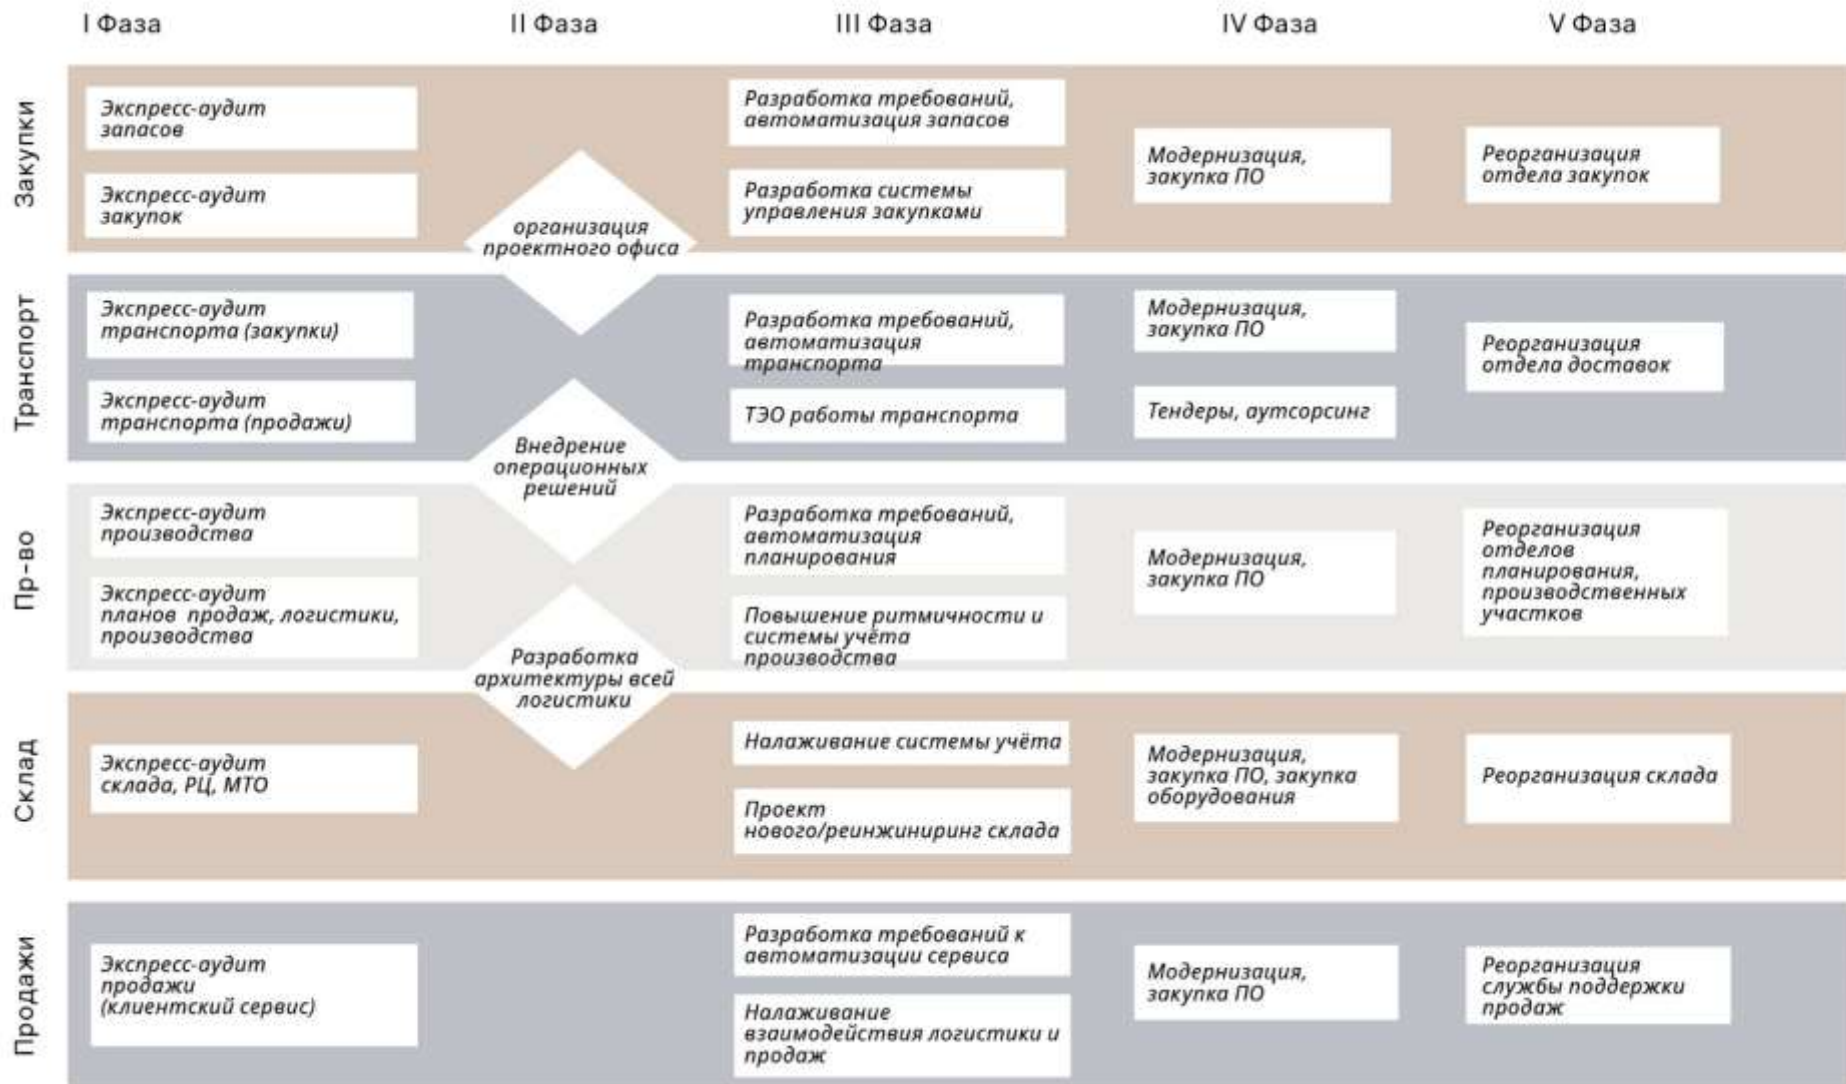 I Фаза
II Фаза
III Фаза
IV Фаза
V Фаза
Закупки
Экспресс-аудит
запасов
Экспресс-аудит
закупок
организация
проектного офиса
Разработка требований,
автоматизация запасов
Разработка системы
управления закупками
Модернизация,
закупка ПО
Реорганизация
отдела закупок
Транспорт
Экспресс-аудит
транспорта (закупки)
Экспресс-аудит
транспорта (продажи)
Внедрение
операционных
решений
Разработка требований,
автоматизация
транспорта
ТЭО работы транспорта
Модернизация,
закупка ПО
Тендеры, аутсорсинг
Реорганизация
отдела доставок
Пр-во
Экспресс-аудит
производства
Экспресс-аудит
планов продаж, логистики,
производства
Разработка
архитектуры всей
логистики
Разработка требований,
автоматизация
планирования
Повышение ритмичности и
системы учёта
производства
Модернизация,
закупка ПО
Реорганизация
отделов
планирования,
производственных
участков
Склад
Экспресс-аудит
склада, РЦ, МТО
Налаживание системы учёта
Проект
нового/реинжиниринг склада
Модернизация,
закупка ПО, закупка
оборудования
Реорганизация склада
Продажи
Экспресс-аудит
продажи
(клиентский сервис)
Разработка требований к
автоматизации сервиса
Налаживание
взаимодействия логистики и
продаж
Модернизация,
закупка ПО
Реорганизация
службы поддержки
продаж